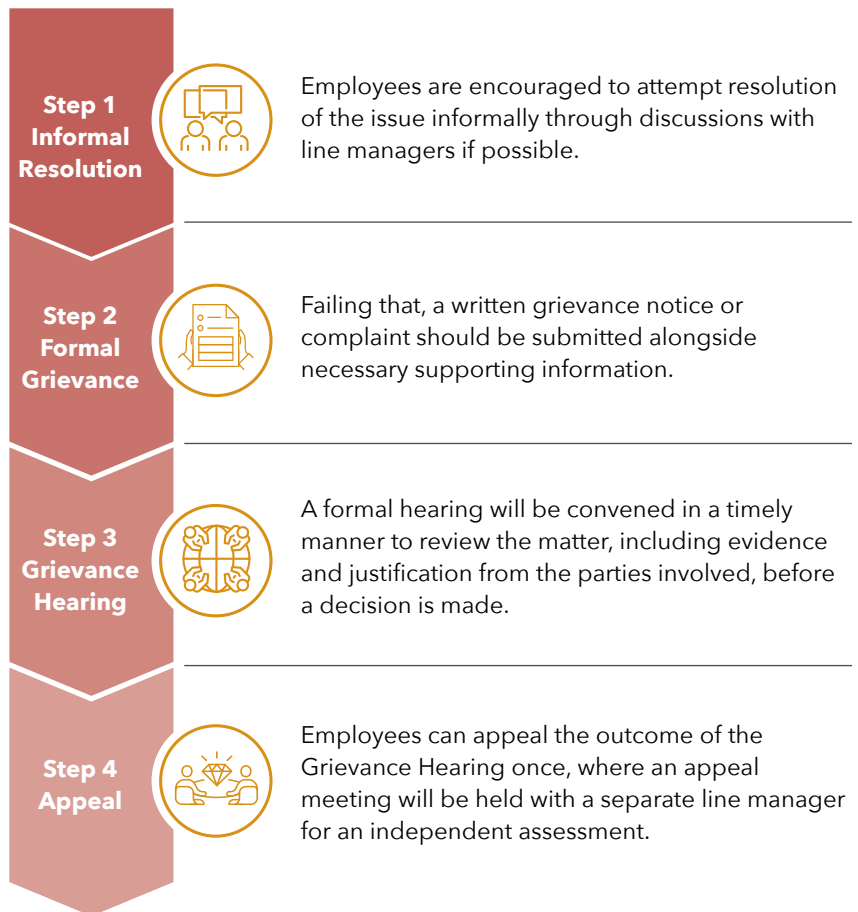 Step 1
Informal
Resolution
Employees are encouraged to attempt resolution
of the issue informally through discussions with
line managers if possible.
Step 2
Formal
Grievance
Failing that, a written grievance notice or
complaint should be submitted alongside
necessary supporting information.
Step 3
Grievance
Hearing
A formal hearing will be convened in a timely
manner to review the matter, including evidence
and justification from the parties involved, before
a decision is made.
Step 4
Appeal
Employees can appeal the outcome of the
Grievance Hearing once, where an appeal
meeting will be held with a separate line manager
for an independent assessment.